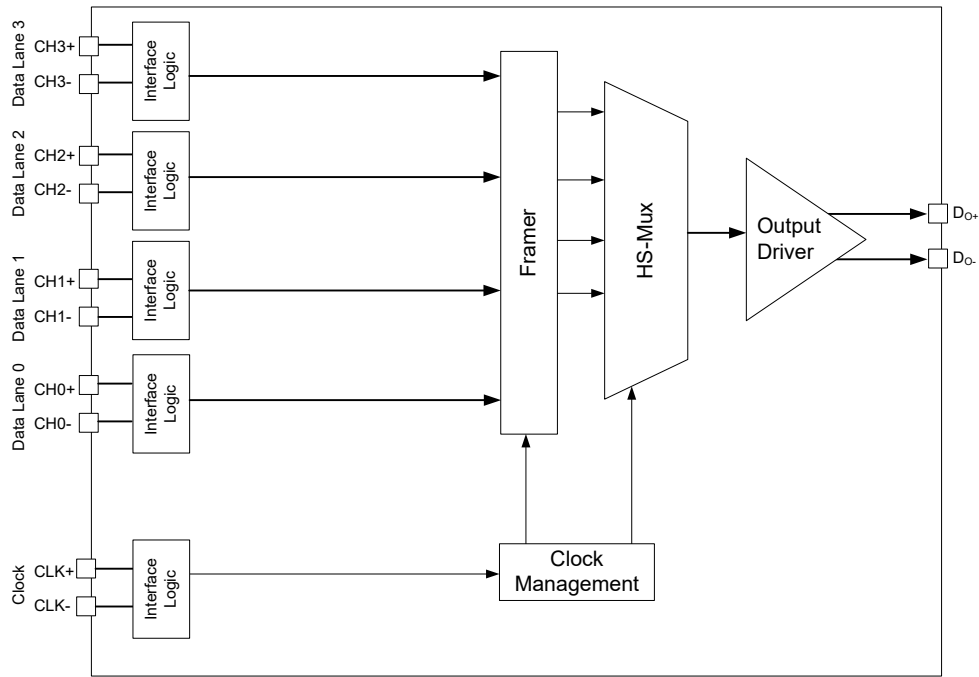 Data Lane 3
CH3+
CH3-
Interface
Logic
Data Lane 2
CH2+
CH2-
Interface
Logic
Data Lane 1
CH1+
CH1-
Interface
Logic
Data Lane 0
CH0+
CH0-
Interface
Logic
Clock
CLK+
CLK-
Interface
Logic
Framer
HS-Mux
Clock
Management
Output
Driver
DO+
DO-